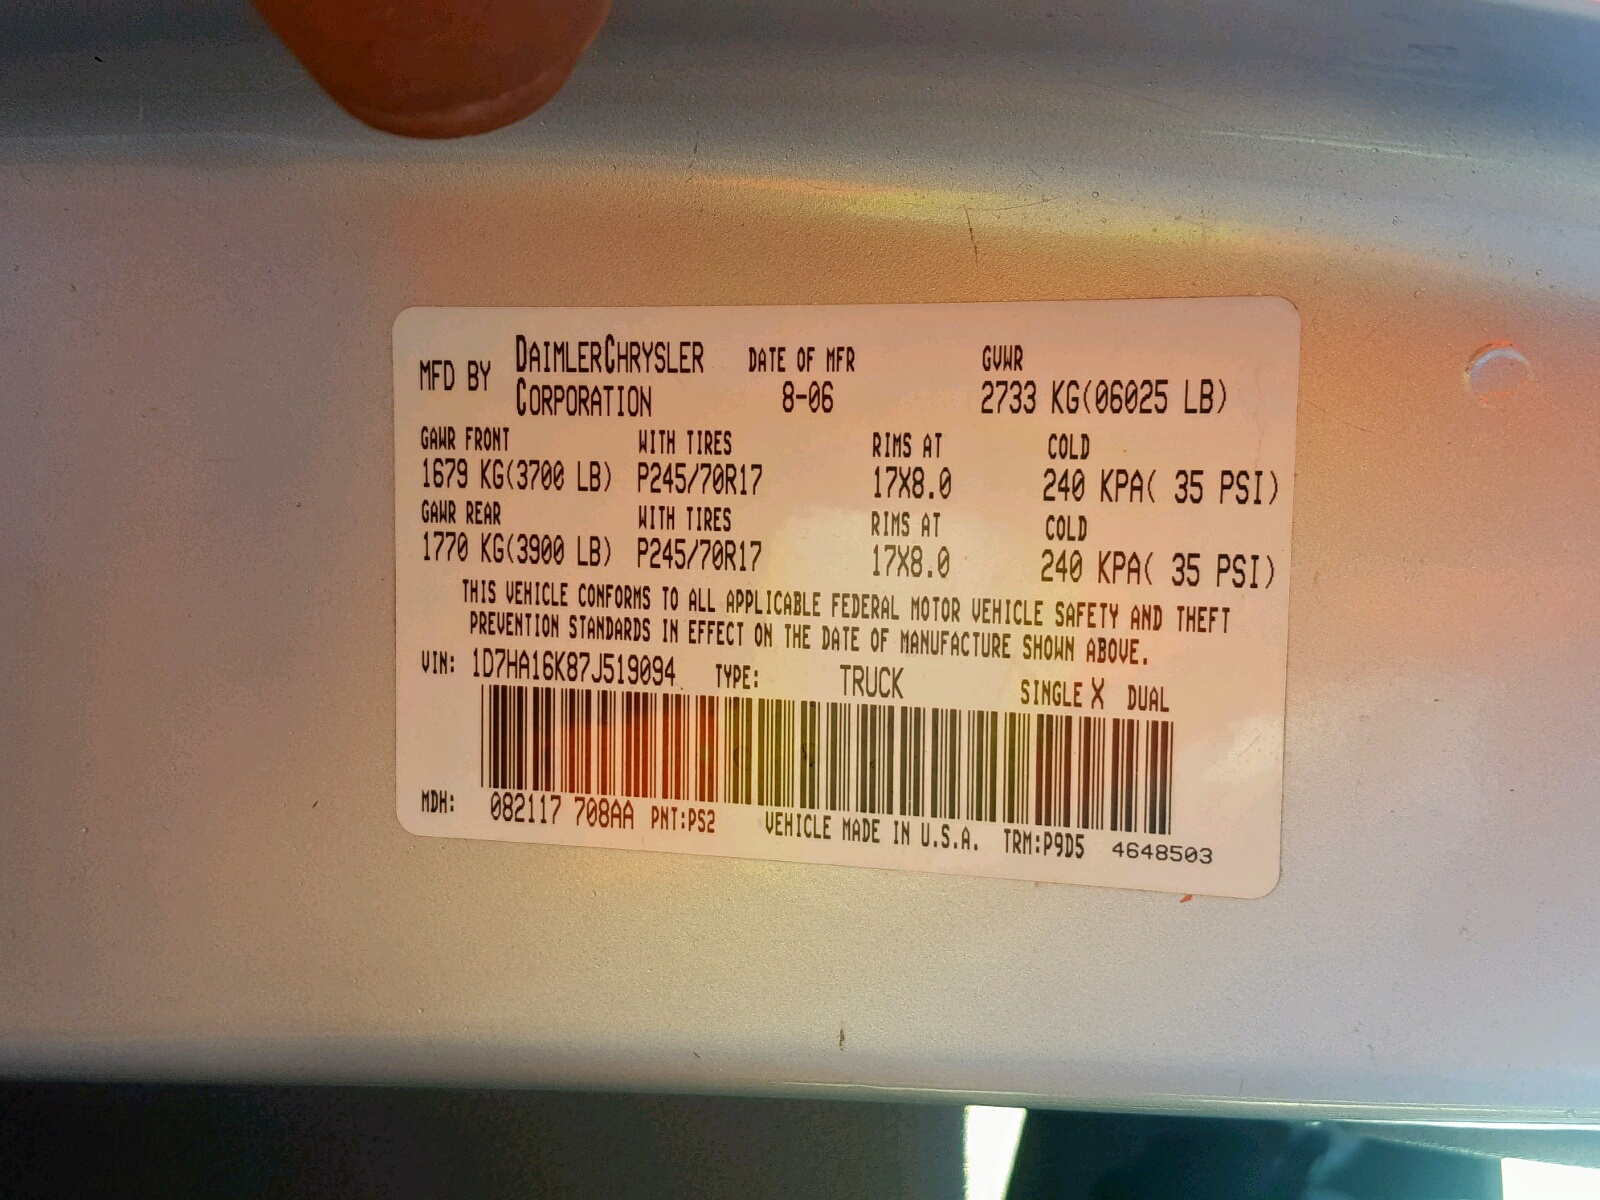 MFD BY DAIMLERCHRYSLER CORPORATION DATE OF MFR 8-06 GVWR 2733 KG(06025 LB)
GAWR FRONT WITH TIRES RIMS AT COLD
1679 KG(3700 LB) P245/70R17 17X8.0 240 KPA( 35 PSI)
GAWR REAR WITH TIRES RIMS AT COLD
1770 KG(3900 LB) P245/70R17 17X8.0 240 KPA( 35 PSI)
THIS VEHICLE CONFORMS TO ALL APPLICABLE FEDERAL MOTOR VEHICLE SAFETY AND THEFT
PREVENTION STANDARDS IN EFFECT ON THE DATE OF MANUFACTURE SHOWN ABOVE.
VIN: 1D7HA16K87J519094 TYPE: TRUCK SINGLE X DUAL
MDH: 082117 708AA PNT:PS2 VEHICLE MADE IN U.S.A. TRM:P9D5 4648503